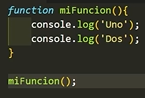 function miFuncion(){
    console.log('Uno');
    console.log('Dos');
}

miFuncion();